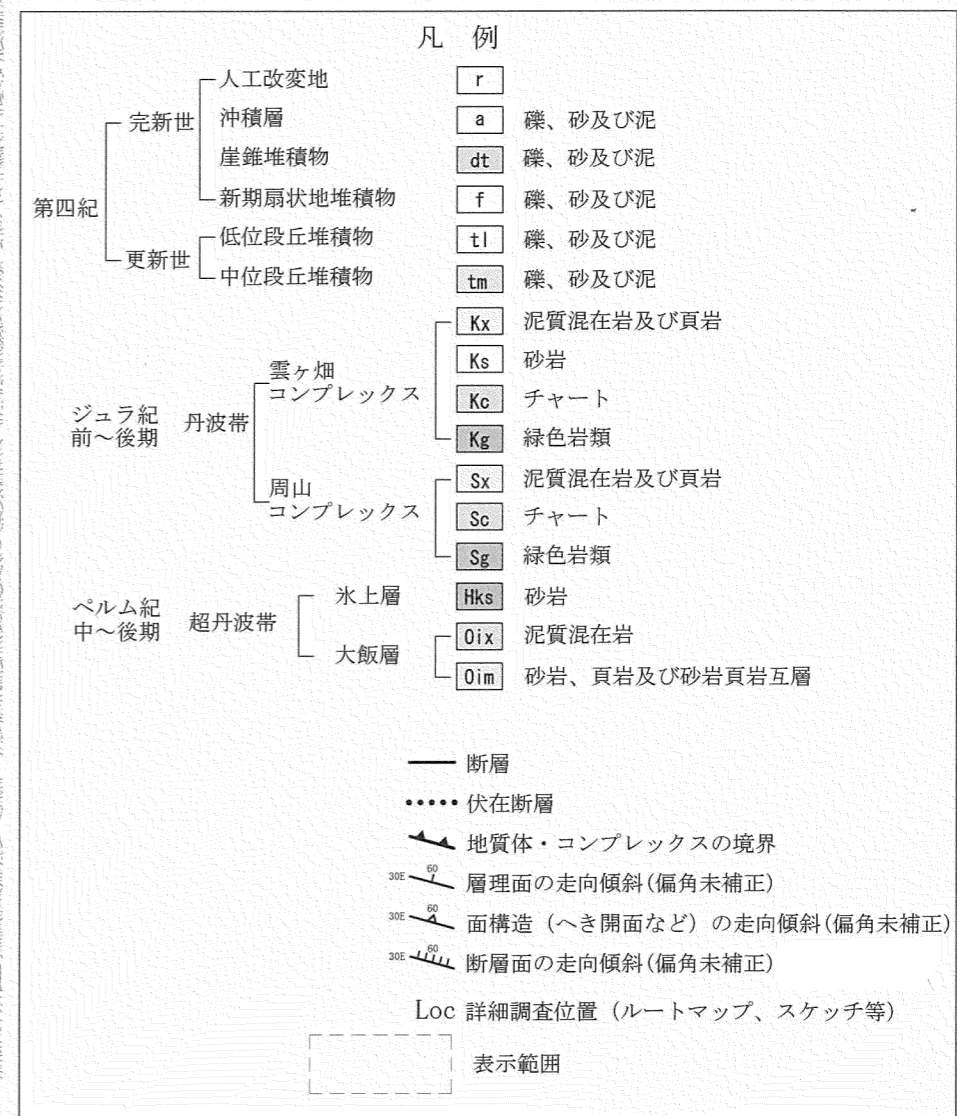 凡 例
人工改変地 r
完新世
沖積層 a 礫、砂及び泥
崖錐堆積物 dt 礫、砂及び泥
新期扇状地堆積物 f 礫、砂及び泥
第四紀
低位段丘堆積物 tl 礫、砂及び泥
更新世
中位段丘堆積物 tm 礫、砂及び泥
Kx 泥質混在岩及び頁岩
Ks 砂岩
雲ヶ畑
コンプレックス
Kc チャート
ジュラ紀
前～後期
丹波帯
Kg 緑色岩類
Sx 泥質混在岩及び頁岩
周山
コンプレックス
Sc チャート
Sg 緑色岩類
氷上層 Hks 砂岩
ペルム紀
中～後期
超丹波帯
Oix 泥質混在岩
大飯層
Oim 砂岩、頁岩及び砂岩頁岩互層
断層
伏在断層
地質体・コンプレックスの境界
30E 60 層理面の走向傾斜(偏角未補正)
30E 60 面構造（へき開面など）の走向傾斜(偏角未補正)
30E 60 断層面の走向傾斜(偏角未補正)
Loc 詳細調査位置（ルートマップ、スケッチ等）
表示範囲